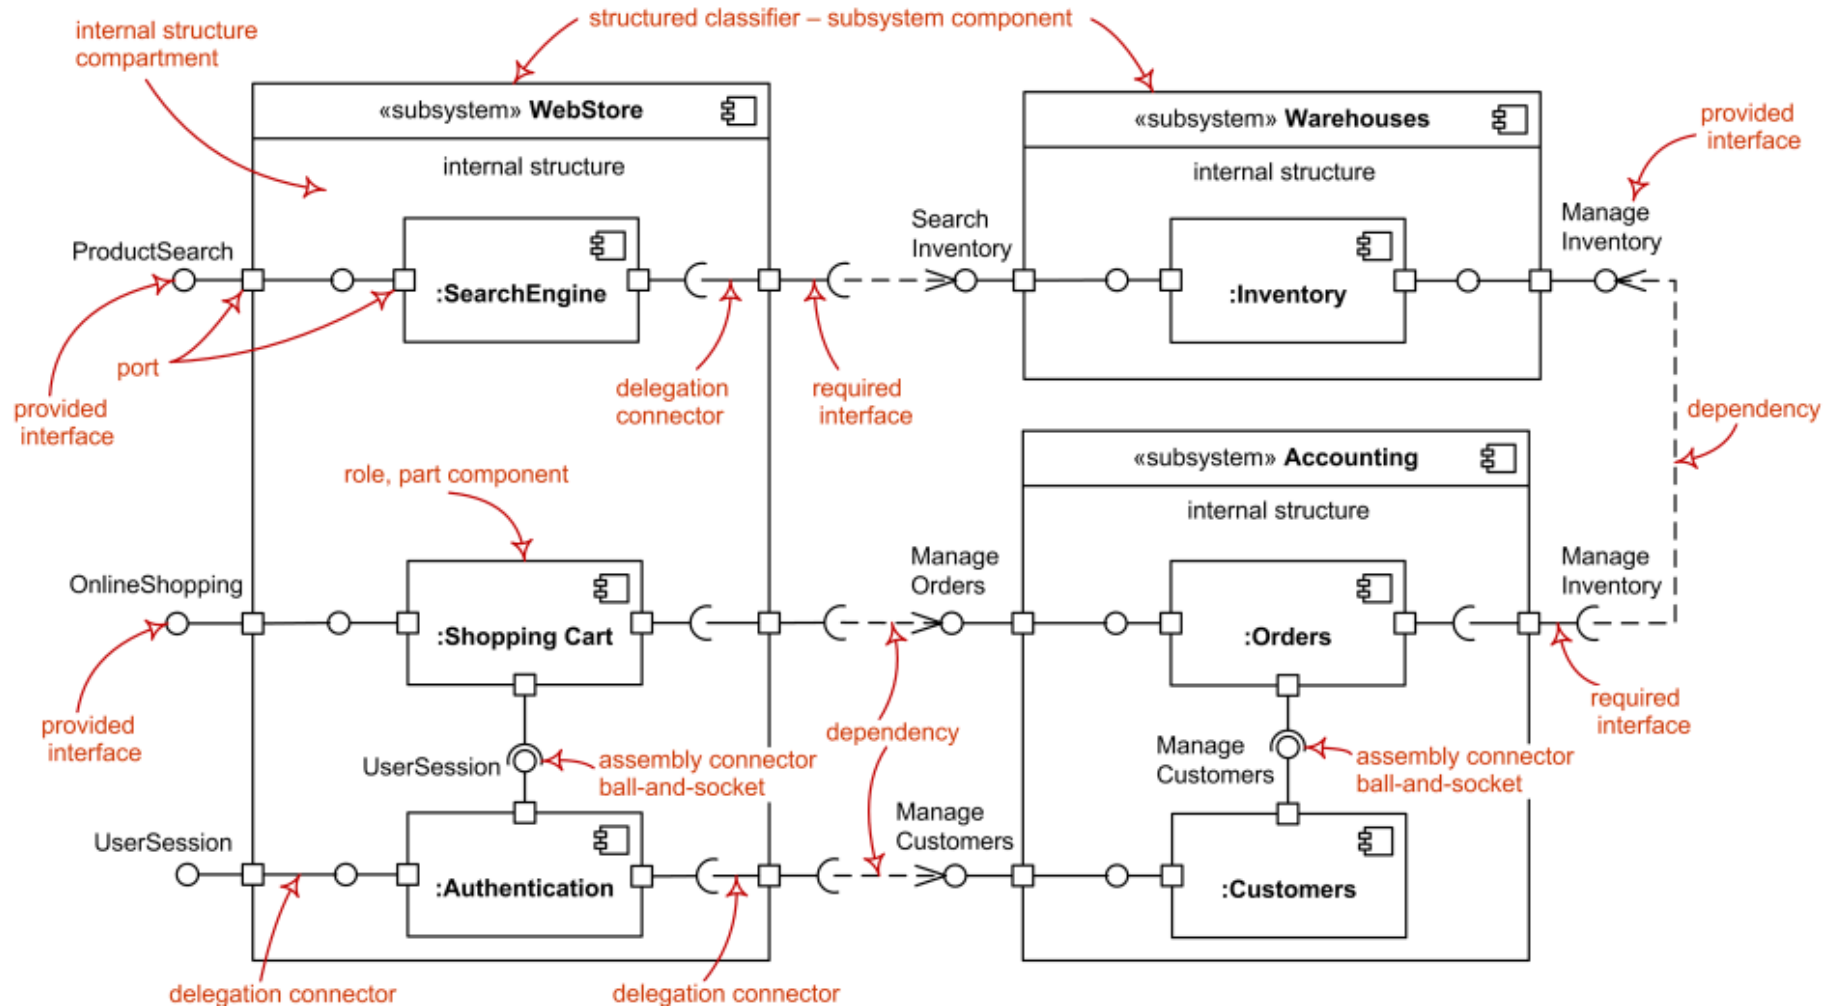 structured classifier – subsystem component
internal structure
compartment
«subsystem» WebStore
internal structure
ProductSearch
:SearchEngine
port
provided
interface
delegation
connector
required
interface
Search
Inventory
«subsystem» Warehouses
internal structure
:Inventory
provided
interface
Manage
Inventory
dependency
role, part component
OnlineShopping
:Shopping Cart
provided
interface
UserSession
assembly connector
ball-and-socket
UserSession
:Authentication
delegation connector
delegation connector
dependency
Manage
Orders
Manage
Customers
«subsystem» Accounting
internal structure
:Orders
Manage
Inventory
required
interface
Manage
Customers
assembly connector
ball-and-socket
:Customers